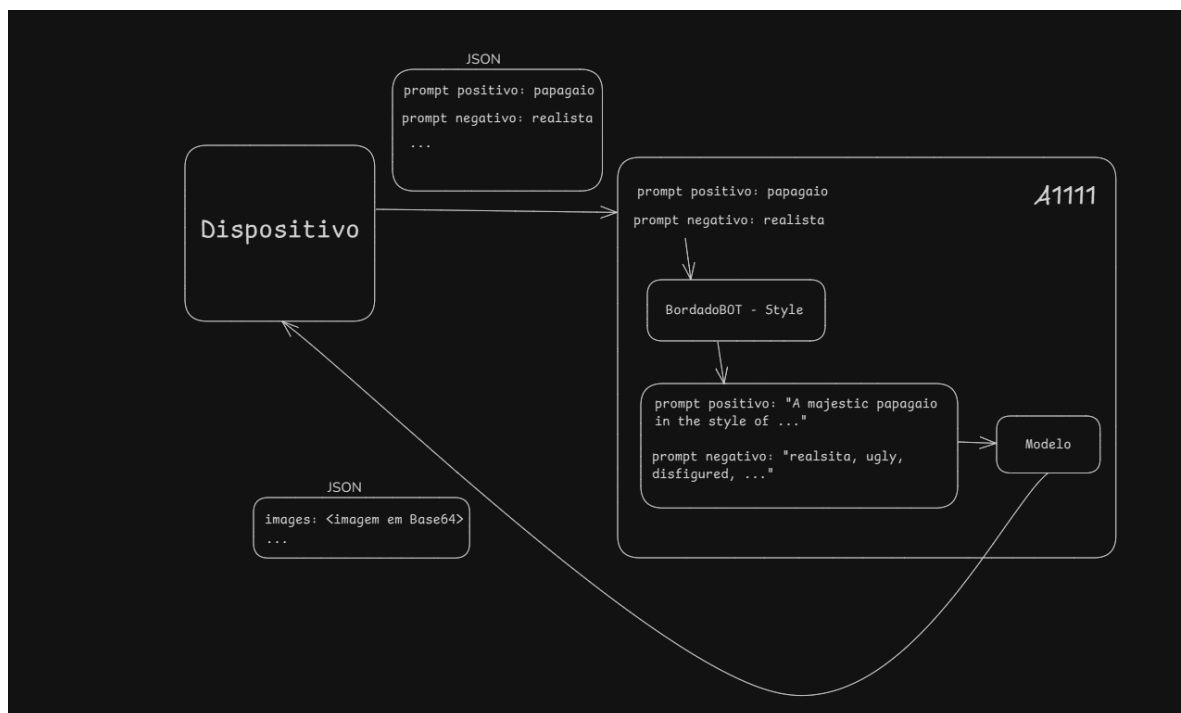 JSON
prompt positivo: papagaio
prompt negativo: realista
...
Dispositivo
A1111
prompt positivo: papagaio
prompt negativo: realista
BordadoBOT - Style
prompt positivo: "A majestic papagaio
in the style of ..."
prompt negativo: "realsita, ugly,
disfigured, ..."
Modelo
JSON
images: <imagem em Base64>
...